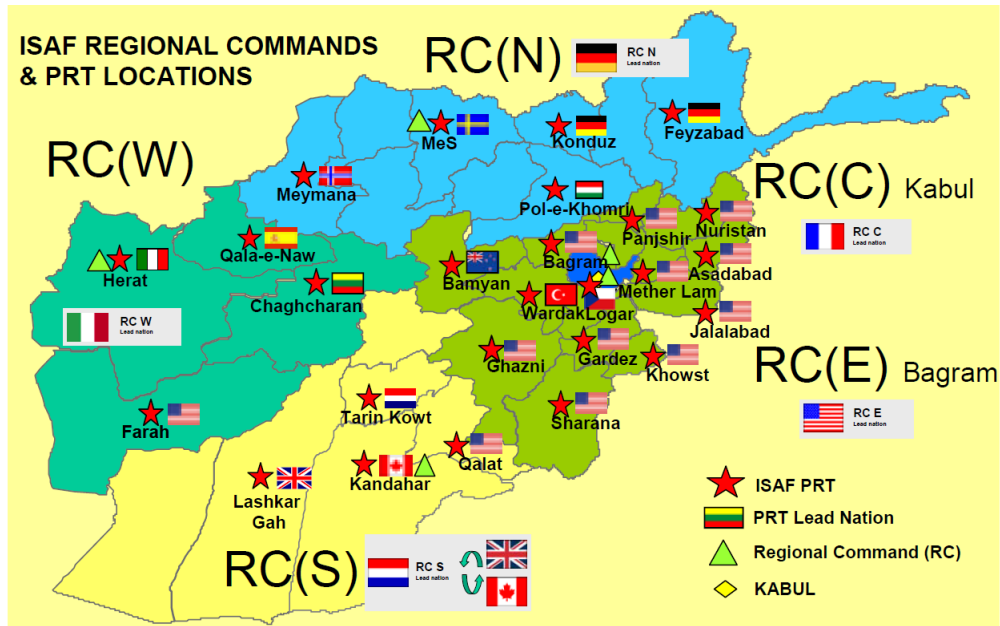 ISAF REGIONAL COMMANDS
& PRT LOCATIONS
RC(N)
RC N
Lead nation
MeS
Konduz
Feyzabad
RC(W)
Meymana
Pol-e-Khomri
RC(C) Kabul
RC C
Lead nation
Panjshir
Nuristan
Qala-e-Naw
Bagram
Asadabad
Herat
Bamyan
Mether Lam
Chaghcharan
Wardak
Logar
Jalalabad
RC W
Lead nation
Ghazni
Gardez
Khowst
RC(E) Bagram
RC E
Lead nation
Tarin Kowt
Sharana
Farah
Qalat
Kandahar
Lashkar
Gah
RC(S)
RC S
Lead nation
ISAF PRT
PRT Lead Nation
Regional Command (RC)
KABUL